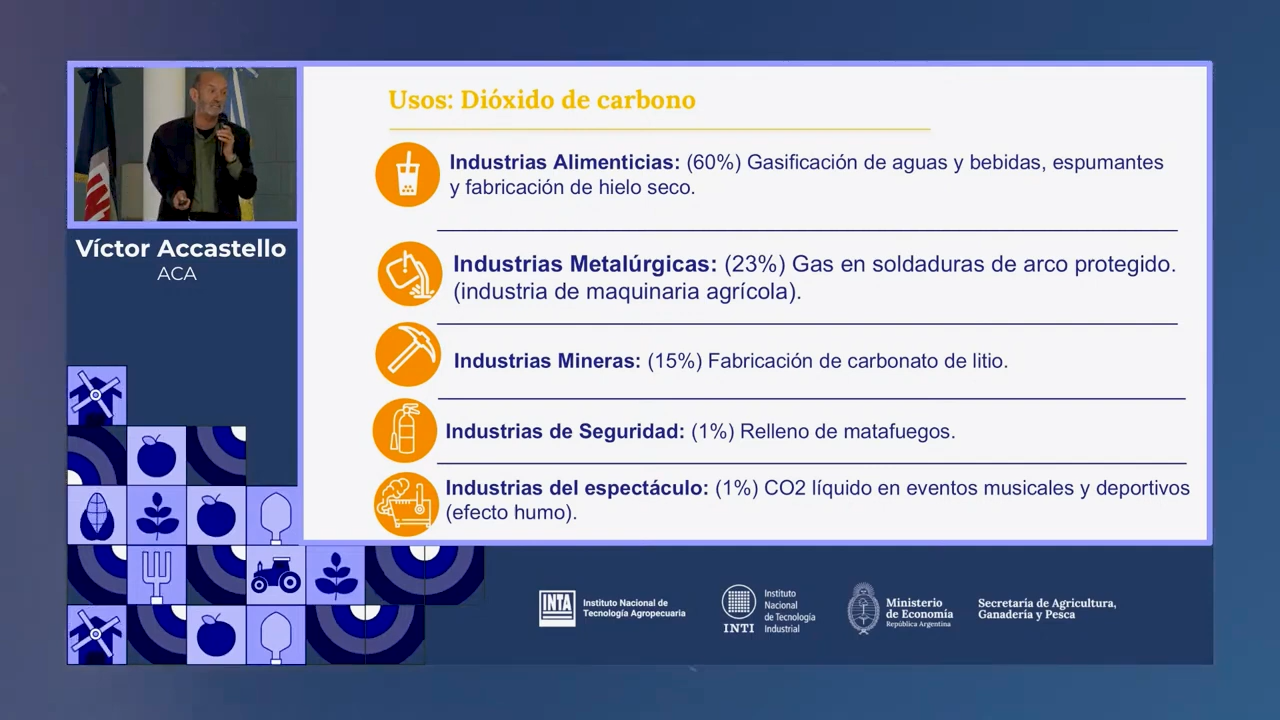 Usos: Dióxido de carbono
Industrias Alimenticias: (60%) Gasificación de aguas y bebidas, espumantes
y fabricación de hielo seco.
Industrias Metalúrgicas: (23%) Gas en soldaduras de arco protegido.
(industria de maquinaria agrícola).
Industrias Mineras: (15%) Fabricación de carbonato de litio.
Industrias de Seguridad: (1%) Relleno de matafuegos.
Industrias del espectáculo: (1%) CO2 líquido en eventos musicales y deportivos
(efecto humo).
Víctor Accastello
ACA
INTA
Instituto Nacional de
Tecnología Agropecuaria
INTI
Instituto
Nacional
de Tecnología
Industrial
Ministerio
de Economía
República Argentina
Secretaría de Agricultura,
Ganadería y Pesca